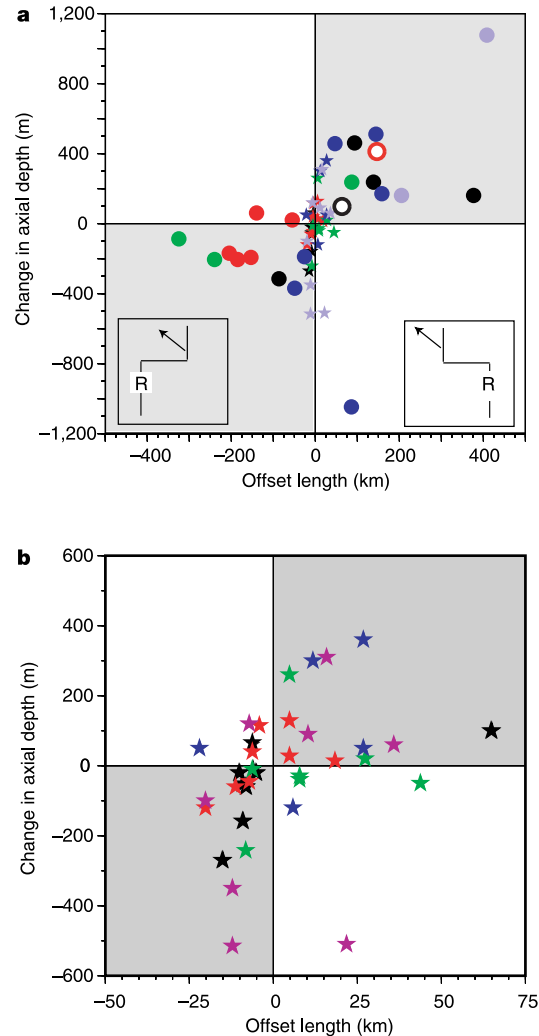 a
1,200
800
400
0
−400
−800
−1,200
Change in axial depth (m)
R
R
−400 −200 0 200 400
Offset length (km)
b
600
400
200
0
−200
−400
−600
Change in axial depth (m)
−50 −25 0 25 50 75
Offset length (km)